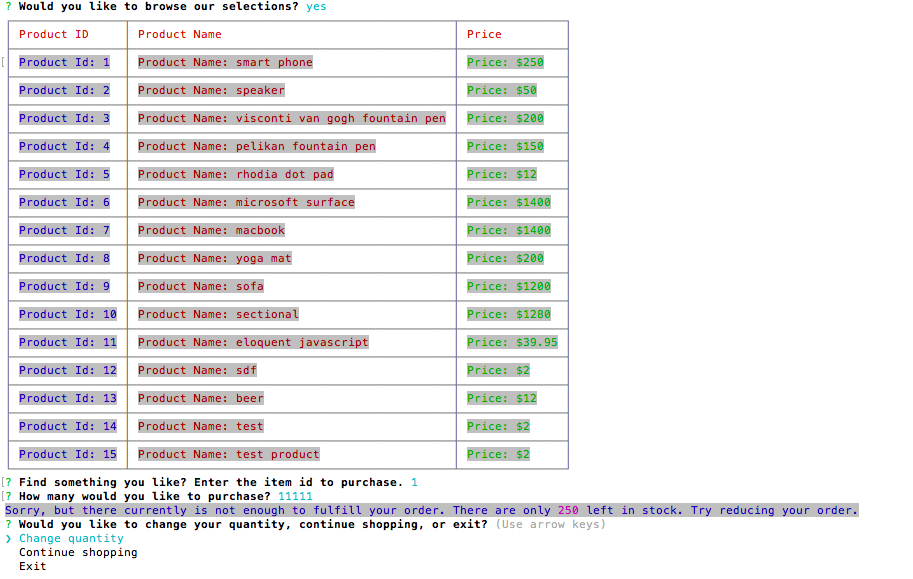 ? Would you like to browse our selections? yes
Product ID Product Name Price
Product Id: 1 Product Name: smart phone Price: $250
Product Id: 2 Product Name: speaker Price: $50
Product Id: 3 Product Name: visconti van gogh fountain pen Price: $200
Product Id: 4 Product Name: pelikan fountain pen Price: $150
Product Id: 5 Product Name: rhodia dot pad Price: $12
Product Id: 6 Product Name: microsoft surface Price: $1400
Product Id: 7 Product Name: macbook Price: $1400
Product Id: 8 Product Name: yoga mat Price: $200
Product Id: 9 Product Name: sofa Price: $1200
Product Id: 10 Product Name: sectional Price: $1280
Product Id: 11 Product Name: eloquent javascript Price: $39.95
Product Id: 12 Product Name: sdf Price: $2
Product Id: 13 Product Name: beer Price: $12
Product Id: 14 Product Name: test Price: $2
Product Id: 15 Product Name: test product Price: $2
[? Find something you like? Enter the item id to purchase. 1
[? How many would you like to purchase? 11111
Sorry, but there currently is not enough to fulfill your order. There are only 250 left in stock. Try reducing your order.
? Would you like to change your quantity, continue shopping, or exit? (Use arrow keys)
❯ Change quantity
Continue shopping
Exit